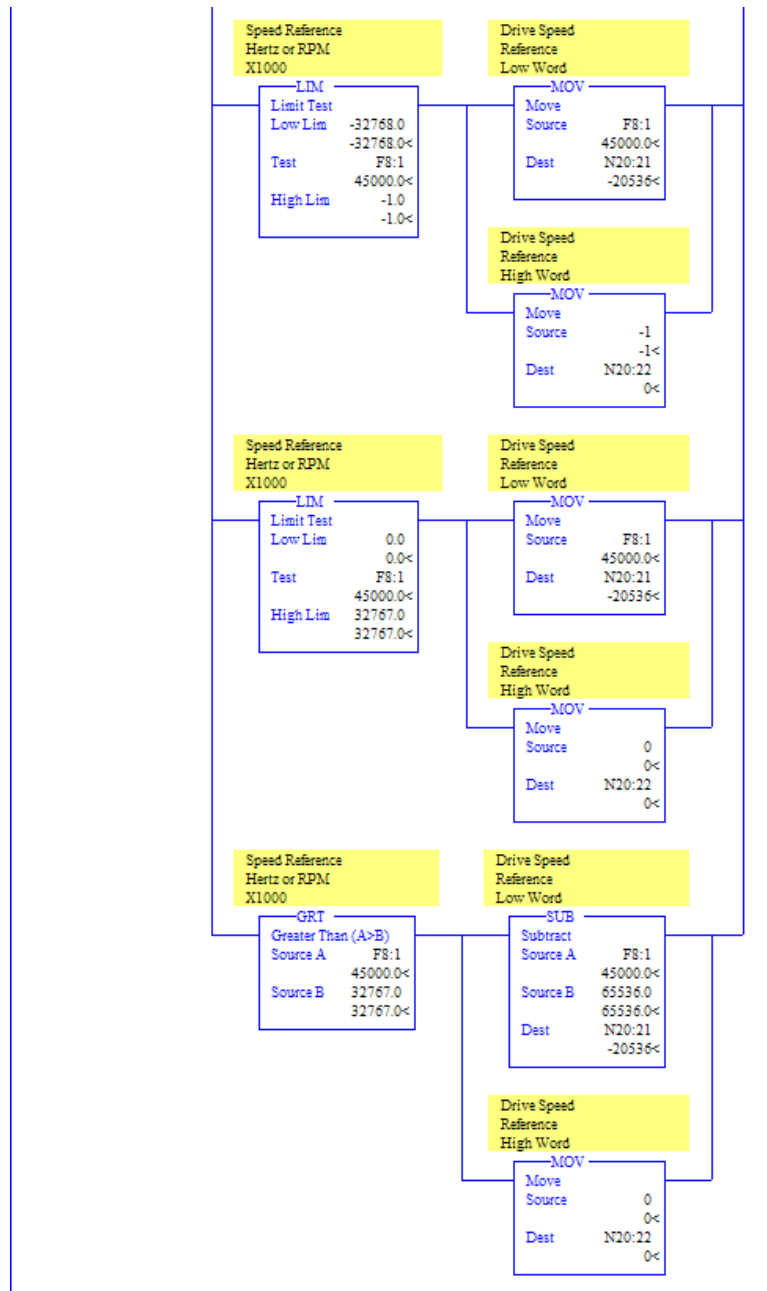 Speed Reference
Hertz or RPM
X1000
LIM
Limit Test
Low Lim -32768.0
-32768.0<
Test F8:1
45000.0<
High Lim -1.0
-1.0<
Drive Speed
Reference
Low Word
MOV
Move
Source F8:1
45000.0<
Dest N20:21
-20536<
Drive Speed
Reference
High Word
MOV
Move
Source -1
-1<
Dest N20:22
0<
Speed Reference
Hertz or RPM
X1000
LIM
Limit Test
Low Lim 0.0
0.0<
Test F8:1
45000.0<
High Lim 32767.0
32767.0<
Drive Speed
Reference
Low Word
MOV
Move
Source F8:1
45000.0<
Dest N20:21
-20536<
Drive Speed
Reference
High Word
MOV
Move
Source 0
0<
Dest N20:22
0<
Speed Reference
Hertz or RPM
X1000
GRT
Greater Than (A>B)
Source A F8:1
45000.0<
Source B 32767.0
32767.0<
Drive Speed
Reference
Low Word
SUB
Subtract
Source A F8:1
45000.0<
Source B 65536.0
65536.0<
Dest N20:21
-20536<
Drive Speed
Reference
High Word
MOV
Move
Source 0
0<
Dest N20:22
0<